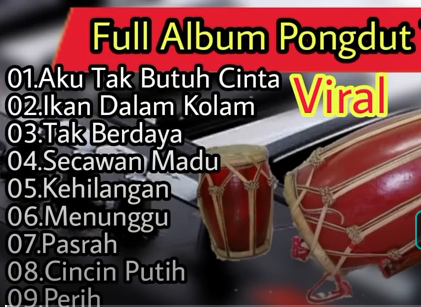 Full Album Pongdut
Viral
01.Aku Tak Butuh Cinta
02.Ikan Dalam Kolam
03.Tak Berdaya
04.Secawan Madu
05.Kehilangan
06.Menunggu
07.Pasrah
08.Cincin Putih
09.Perih